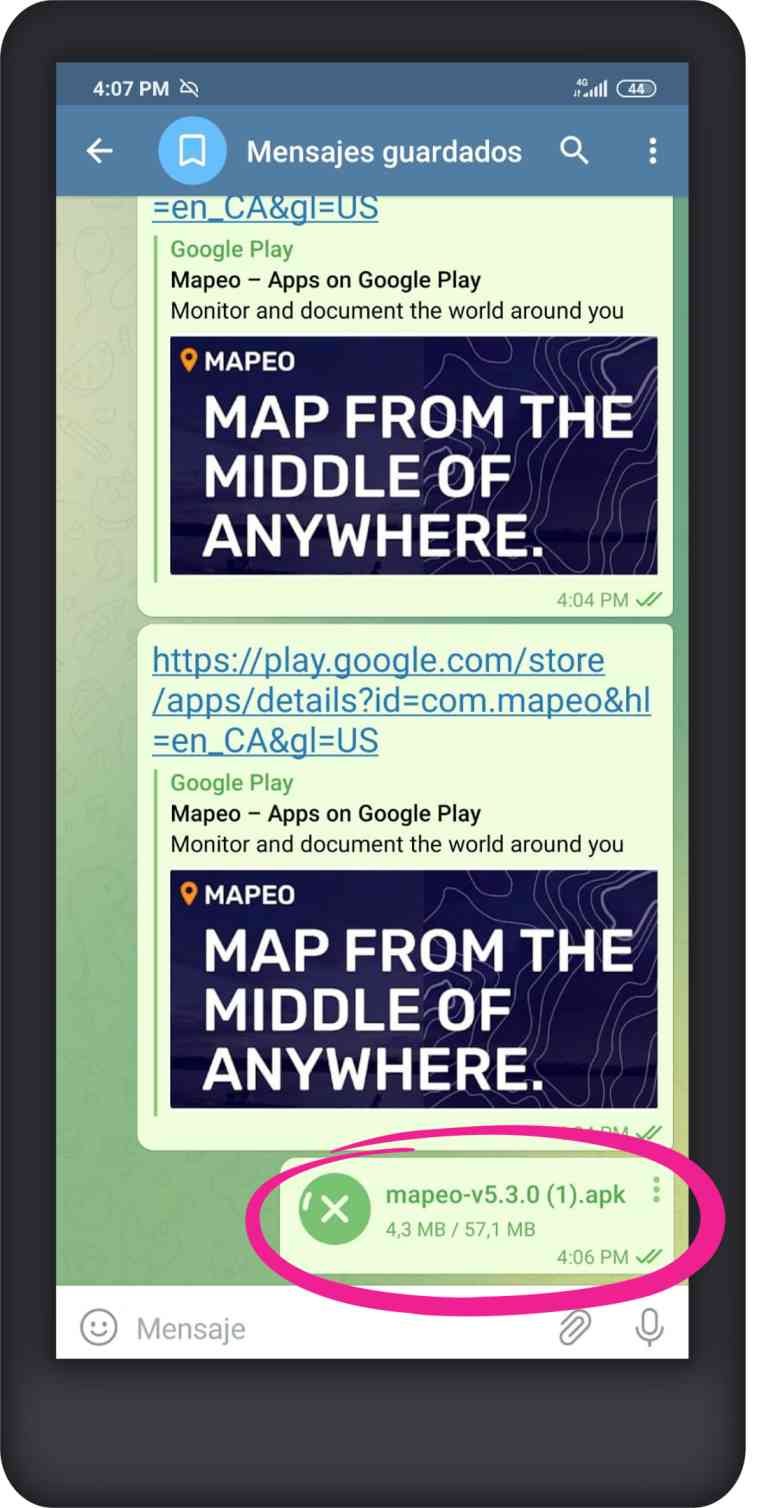 4:07 PM
4G
44
Mensajes guardados
=en_CA&gl=US
Google Play
Mapeo – Apps on Google Play
Monitor and document the world around you
MAPEO
MAP FROM THE
MIDDLE OF
ANYWHERE.
4:04 PM
https://play.google.com/store
/apps/details?id=com.mapeo&hl
=en_CA&gl=US
Google Play
Mapeo – Apps on Google Play
Monitor and document the world around you
MAPEO
MAP FROM THE
MIDDLE OF
ANYWHERE.
PM
mapeo-v5.3.0 (1).apk
4,3 MB / 57,1 MB
4:06 PM
Mensaje